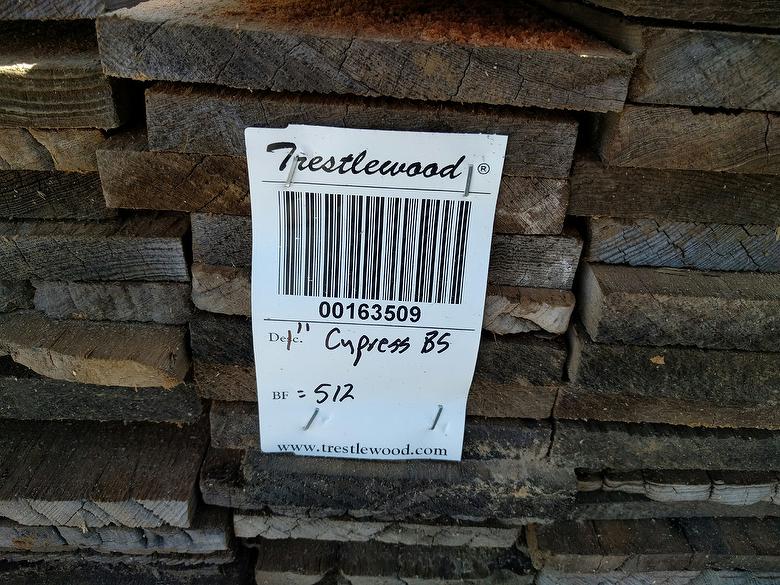 Trestlewood®
00163509
Desc. 1" Cypress BS
BF = 512
www.trestlewood.com